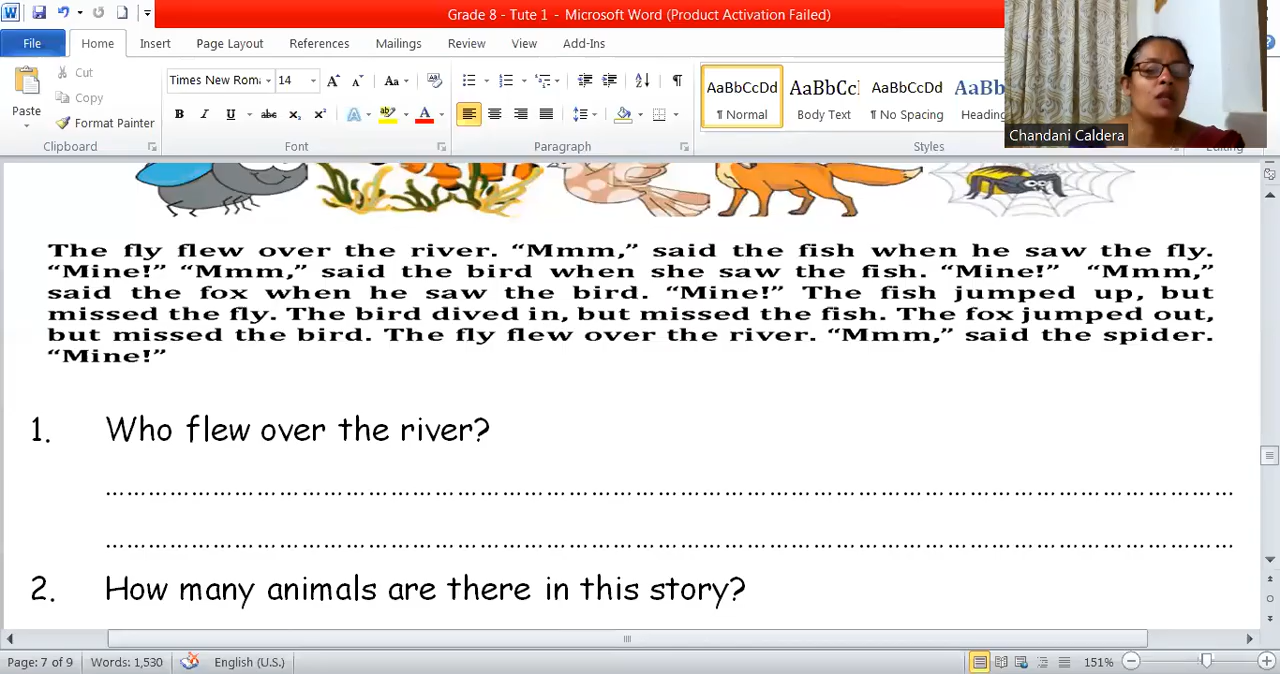 Grade 8 - Tute 1 - Microsoft Word (Product Activation Failed)
File Home Insert Page Layout References Mailings Review View Add-Ins
Paste
Cut
Copy
Format Painter
Clipboard
Times New Roma 14
Font
Paragraph
AaBbCcDd AaBbCcI AaBbCcDd AaBb
¶ Normal Body Text ¶ No Spacing Heading
Styles
Chandani Caldera
The fly flew over the river. “Mmm,” said the fish when he saw the fly.
“Mine!” “Mmm,” said the bird when she saw the fish. “Mine!” “Mmm,”
said the fox when he saw the bird. “Mine!” The fish jumped up, but
missed the fly. The bird dived in, but missed the fish. The fox jumped out,
but missed the bird. The fly flew over the river. “Mmm,” said the spider.
“Mine!”
1. Who flew over the river?
2. How many animals are there in this story?
Page: 7 of 9 Words: 1,530 English (U.S.) 151%